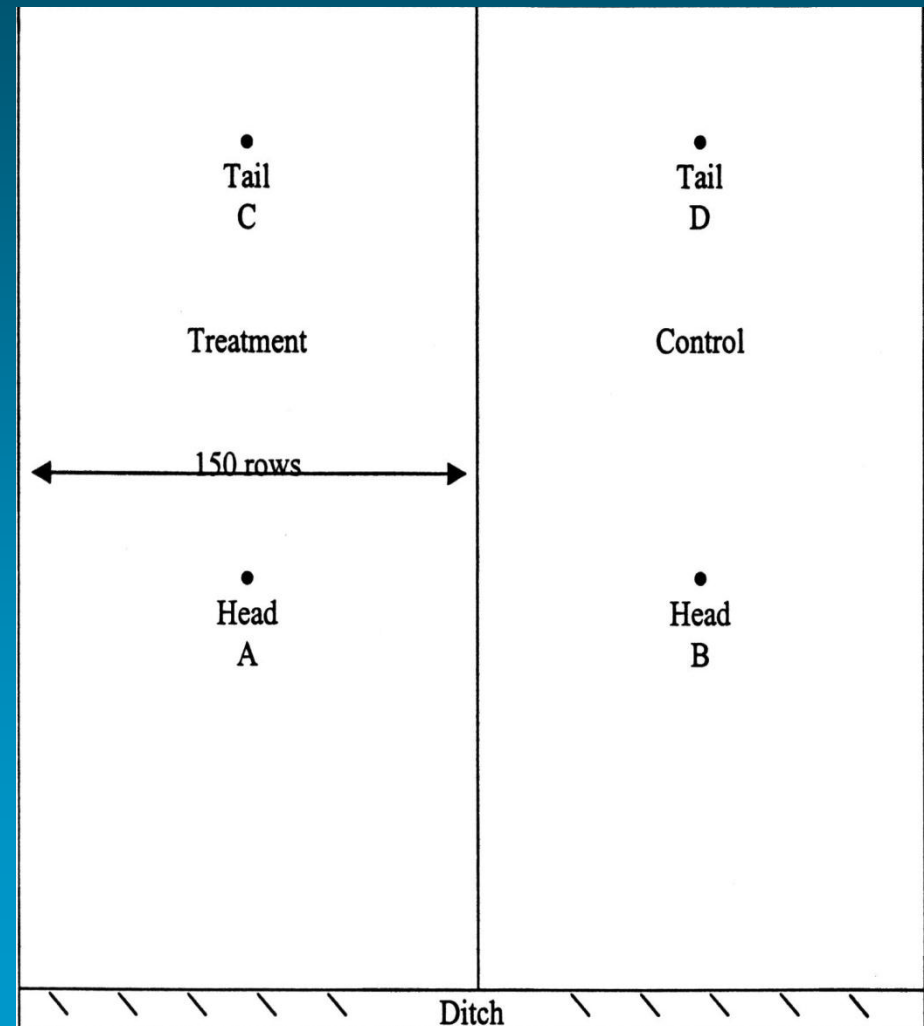 Tail
C
Tail
D
Treatment
Control
150 rows
Head
A
Head
B
Ditch